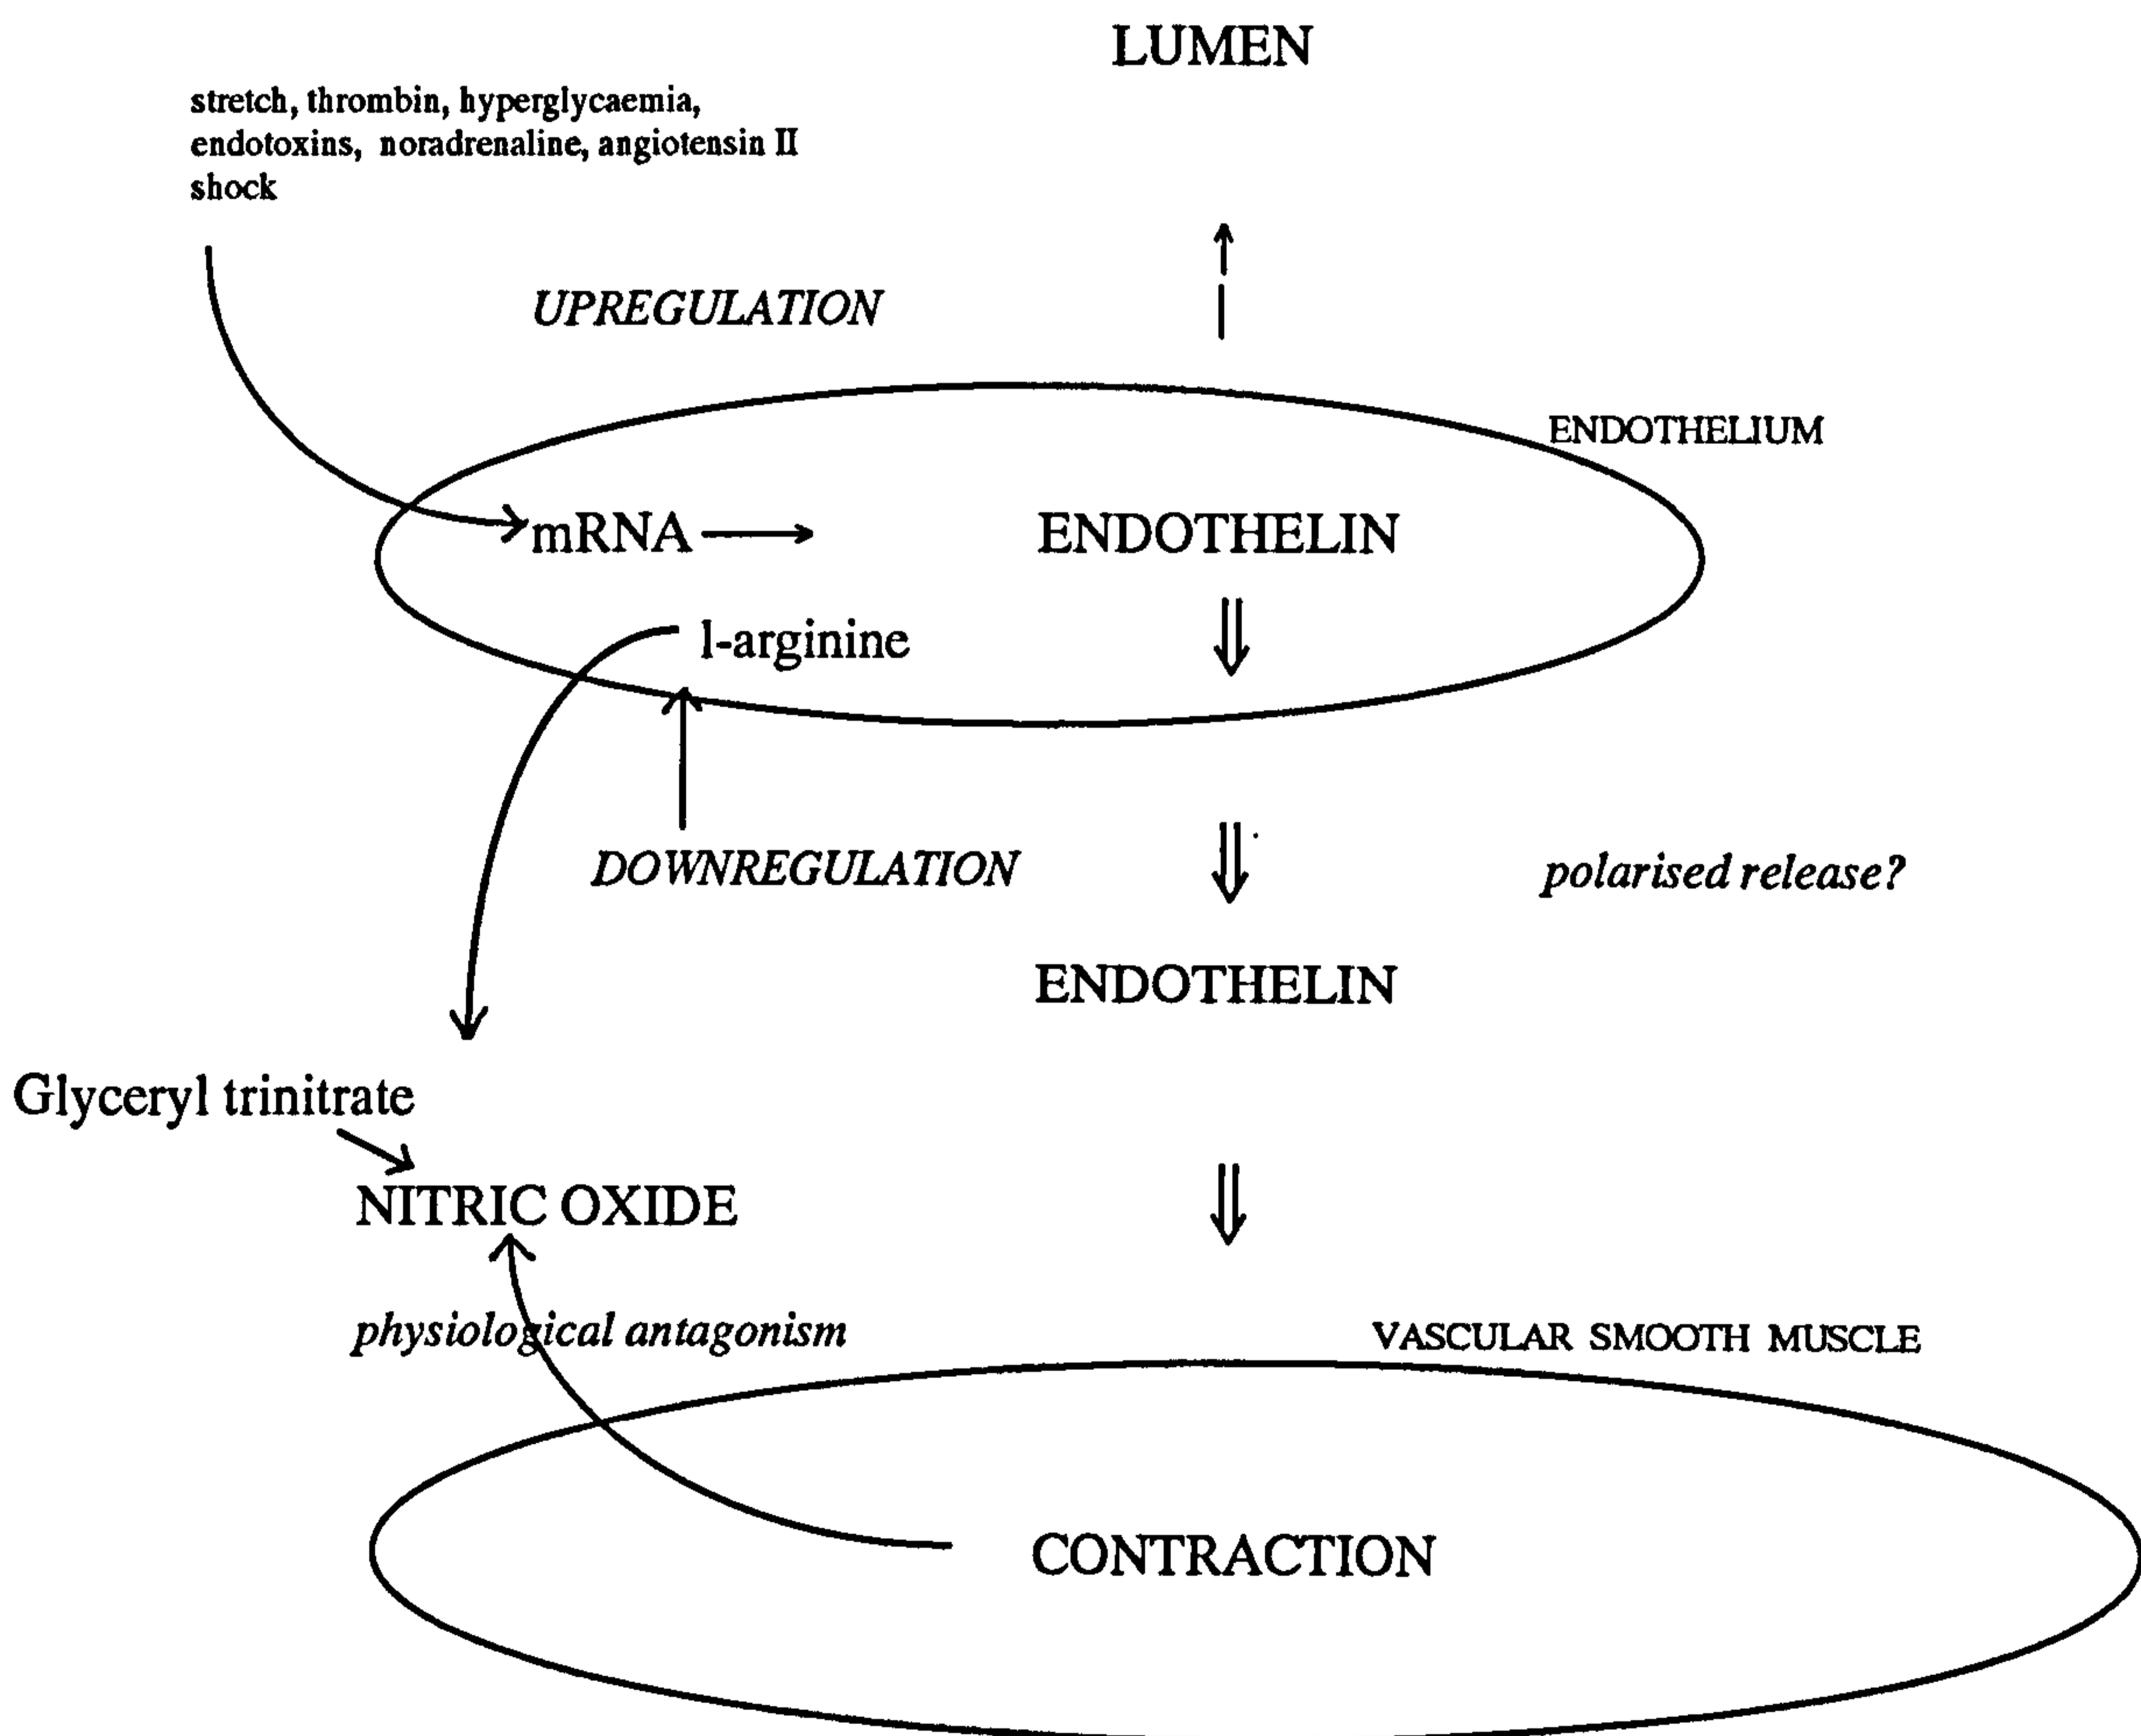 LUMEN
stretch, thrombin, hyperglycaemia,
endotoxins, noradrenaline, angiotensin II
shock
UPREGULATION
ENDOTHELIUM
mRNA
ENDOTHELIN
l-arginine
DOWNREGULATION
polarised release?
ENDOTHELIN
Glyceryl trinitrate
NITRIC OXIDE
physiological antagonism
VASCULAR SMOOTH MUSCLE
CONTRACTION